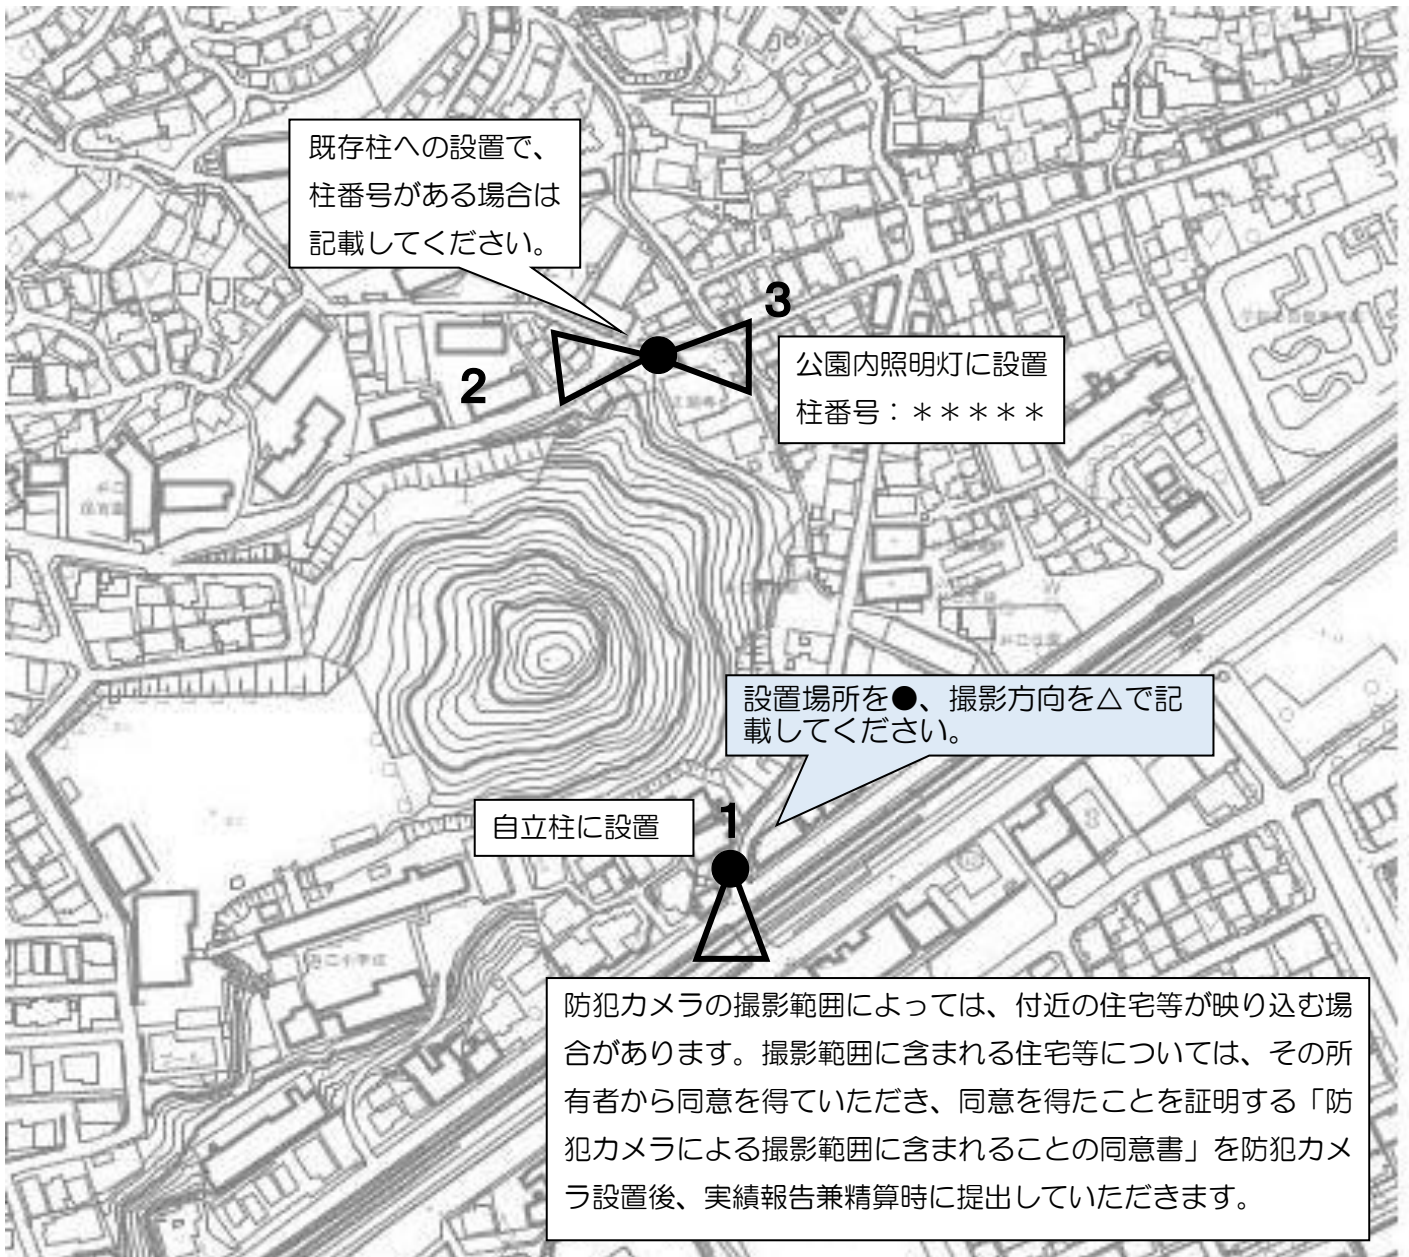 既存柱への設置で、
柱番号がある場合は
記載してください。
3
2
公園内照明灯に設置
柱番号：＊＊＊＊＊
設置場所を●、撮影方向を△で記
載してください。
自立柱に設置
1
防犯カメラの撮影範囲によっては、付近の住宅等が映り込む場
合があります。撮影範囲に含まれる住宅等については、その所
有者から同意を得ていただき、同意を得たことを証明する「防
犯カメラによる撮影範囲に含まれることの同意書」を防犯カメ
ラ設置後、実績報告兼精算時に提出していただきます。